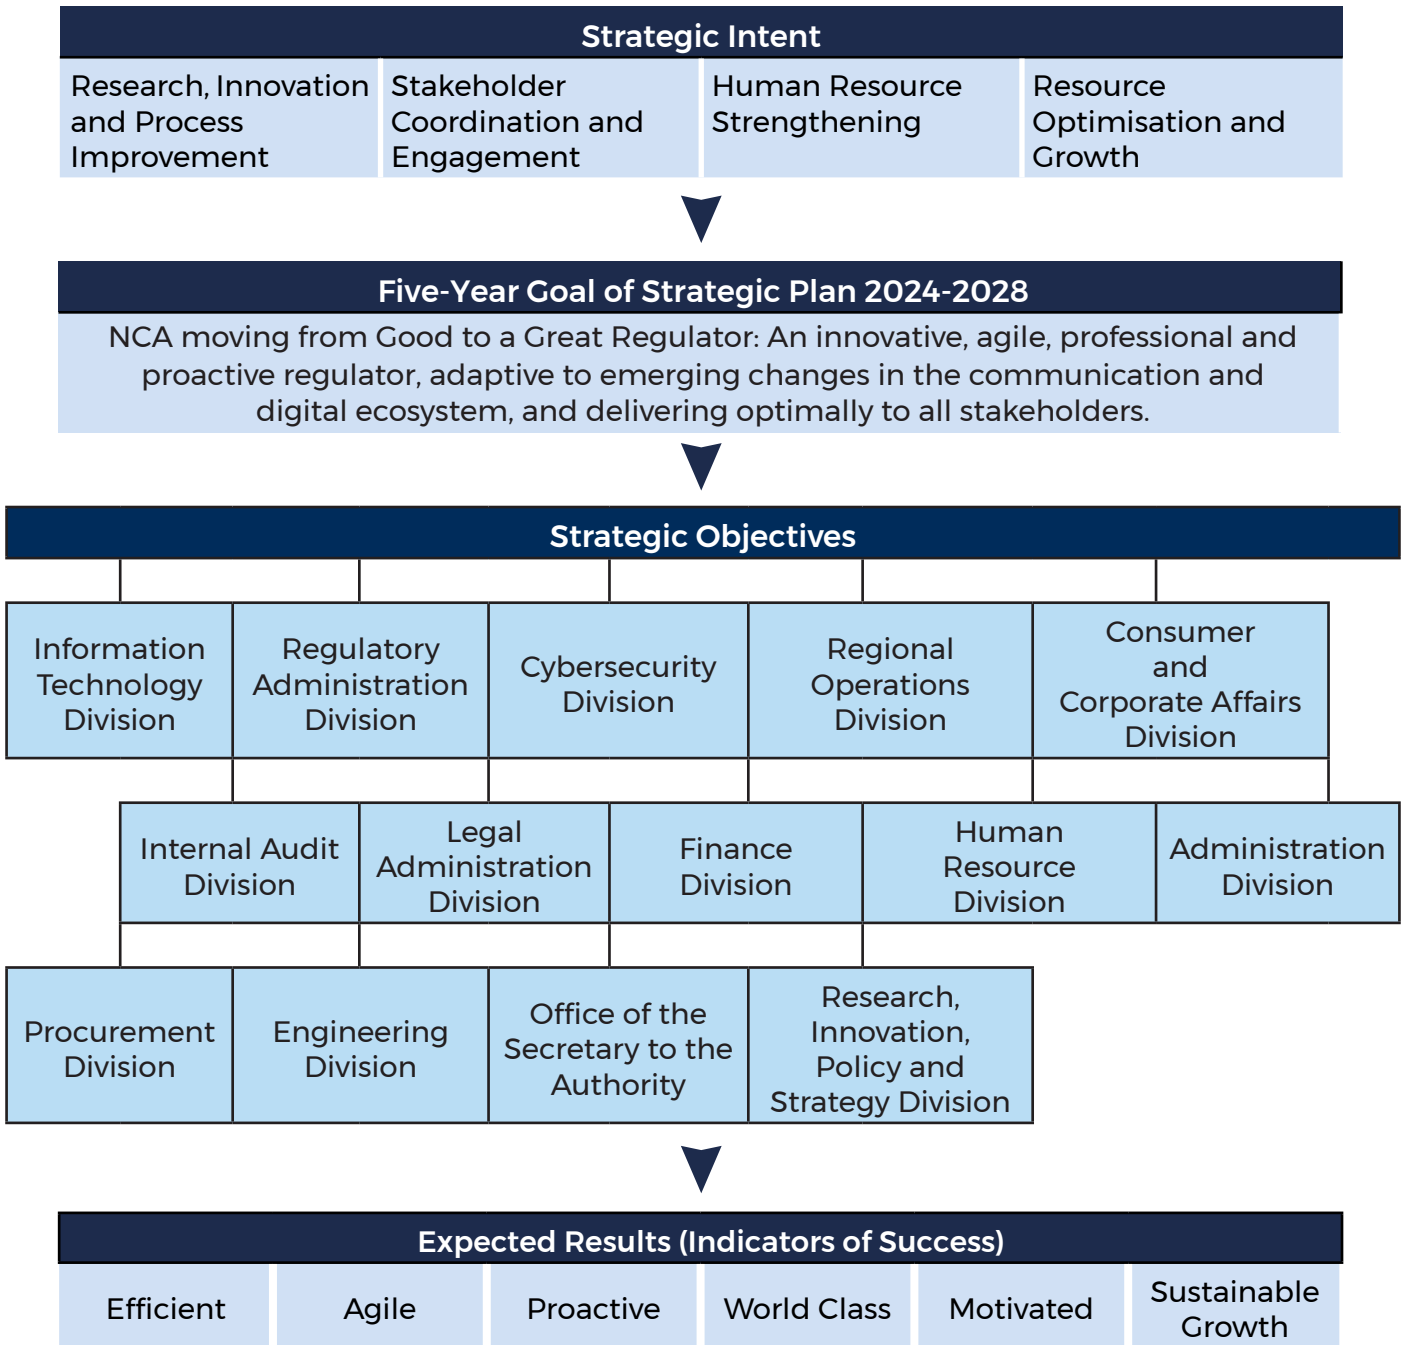 Strategic Intent
Research, Innovation
and Process
Improvement
Stakeholder
Coordination and
Engagement
Human Resource
Strengthening
Resource
Optimisation and
Growth
Five-Year Goal of Strategic Plan 2024-2028
NCA moving from Good to a Great Regulator: An innovative, agile, professional and
proactive regulator, adaptive to emerging changes in the communication and
digital ecosystem, and delivering optimally to all stakeholders.
Strategic Objectives
Information
Technology
Division
Regulatory
Administration
Division
Cybersecurity
Division
Regional
Operations
Division
Consumer
and
Corporate Affairs
Division
Internal Audit
Division
Legal
Administration
Division
Finance
Division
Human
Resource
Division
Administration
Division
Procurement
Division
Engineering
Division
Office of the
Secretary to the
Authority
Research,
Innovation,
Policy and
Strategy Division
Expected Results (Indicators of Success)
Efficient
Agile
Proactive
World Class
Motivated
Sustainable
Growth